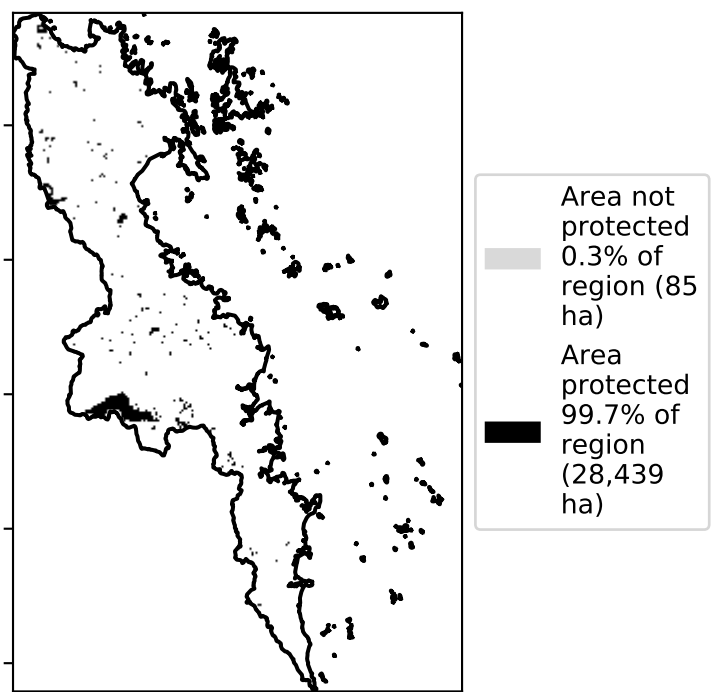 Area not
protected
0.3% of
region (85
ha)
Area
protected
99.7% of
region
(28,439
ha)